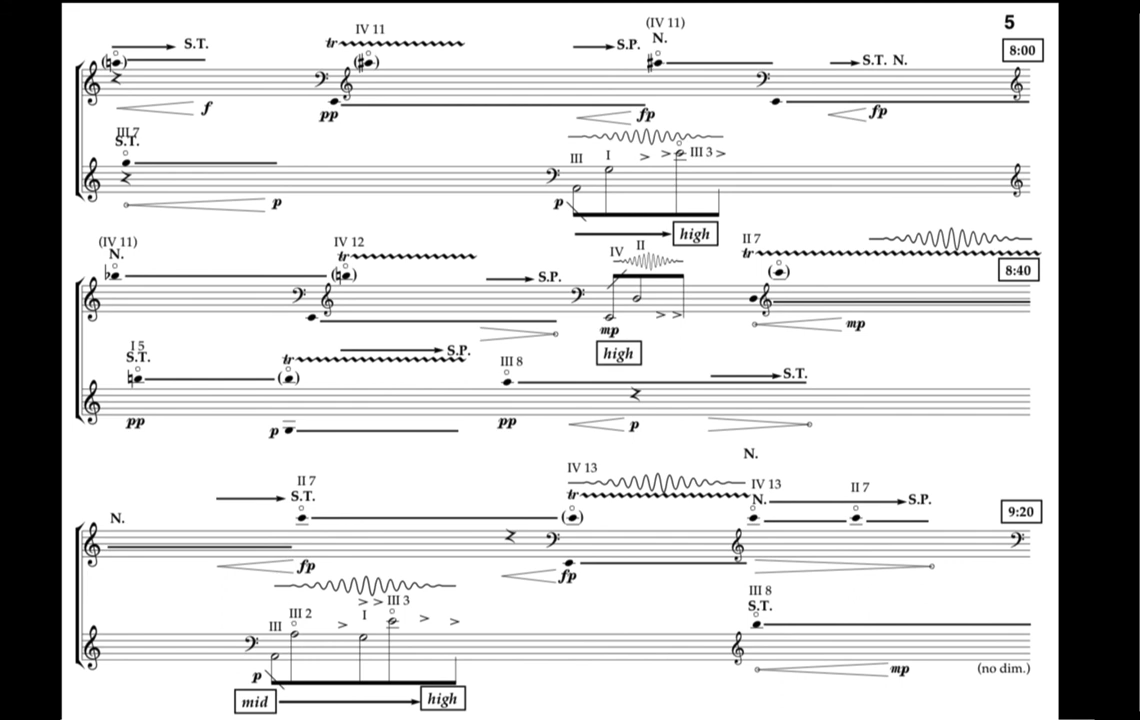 5
(IV 11)
IV 11 N.
S.T. tr S.P. S.T. N. 8:00
f pp fp fp
III 7
S.T. III I > > III 3 >
p p
high
(IV 11) IV 12 IV II II 7
N. tr S.P. tr 8:40
mp mp
high
I 5
S.T. tr S.P. III 8 S.T.
pp p pp p
N.
II 7 IV 13 IV 13 II 7
N. S.T. tr N. S.P. 9:20
fp fp
III III 2 > I > > III 3 > > III 8
S.T.
p mp (no dim.)
mid high